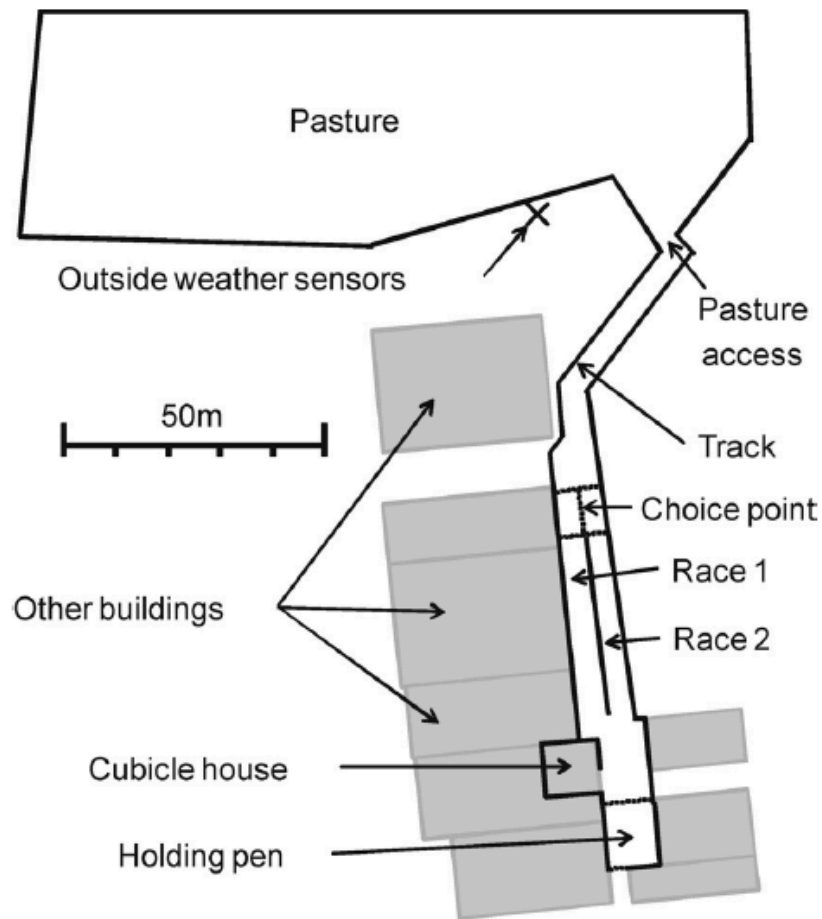 Pasture
Outside weather sensors
Pasture
access
50m
Track
Choice point
Race 1
Other buildings
Race 2
Cubicle house
Holding pen